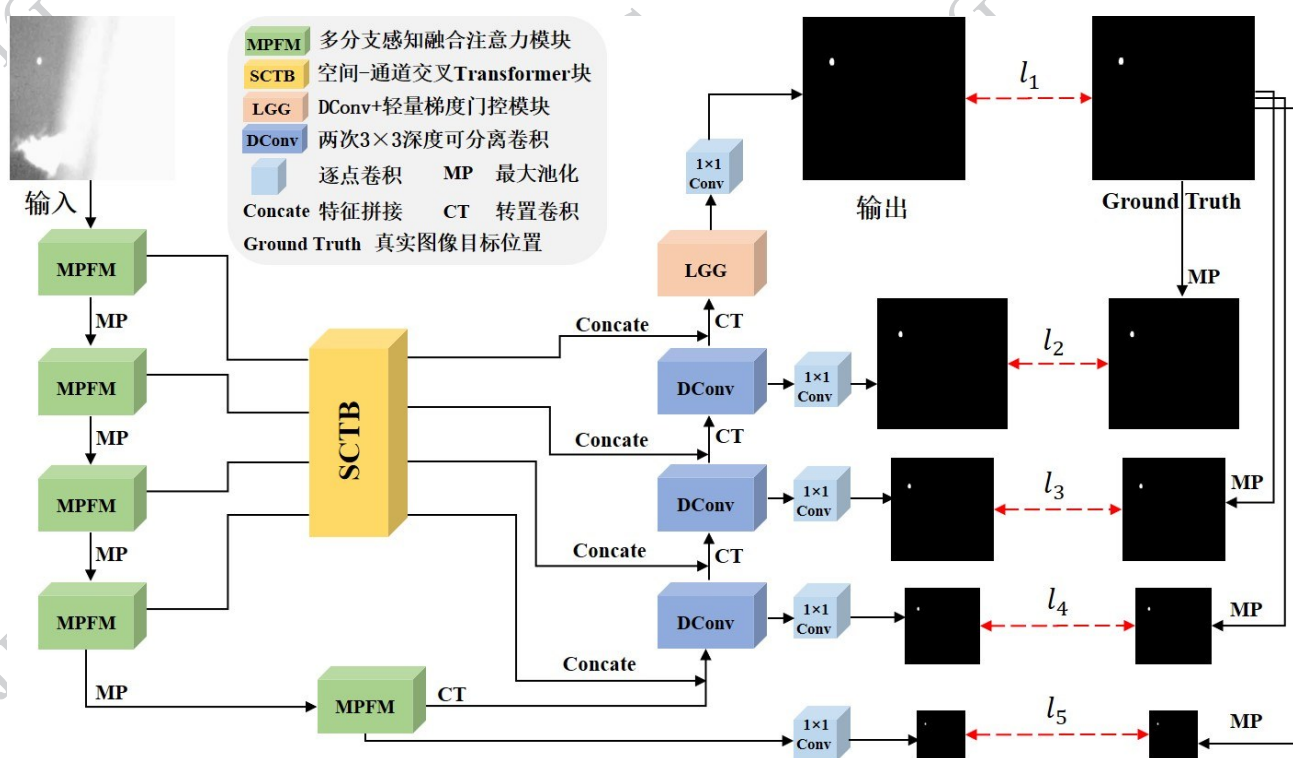 MPFM 多分支感知融合注意力模块
SCTB 空间-通道交叉Transformer块
LGG DConv+轻量梯度门控模块
DConv 两次3×3深度可分离卷积
逐点卷积 MP 最大池化
Concate 特征拼接 CT 转置卷积
Ground Truth 真实图像目标位置
输入
MPFM
MP
MPFM
MP
MPFM
MP
MPFM
MP
MPFM
CT
SCTB
Concate
Concate
Concate
Concate
LGG
CT
DConv
CT
DConv
CT
DConv
1×1
Conv
1×1
Conv
1×1
Conv
1×1
Conv
1×1
Conv
输出
Ground Truth
l₁
l₂
l₃
l₄
l₅
MP
MP
MP
MP